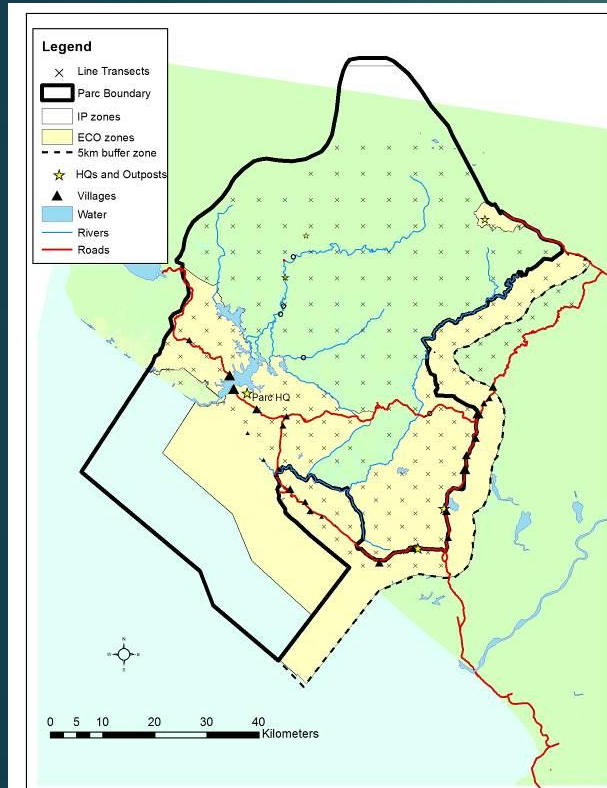 Legend
Line Transects
Parc Boundary
IP zones
ECO zones
5km buffer zone
HQs and Outposts
Villages
Water
Rivers
Roads
Parc HQ
N
W E
S
0 5 10 20 30 40
Kilometers